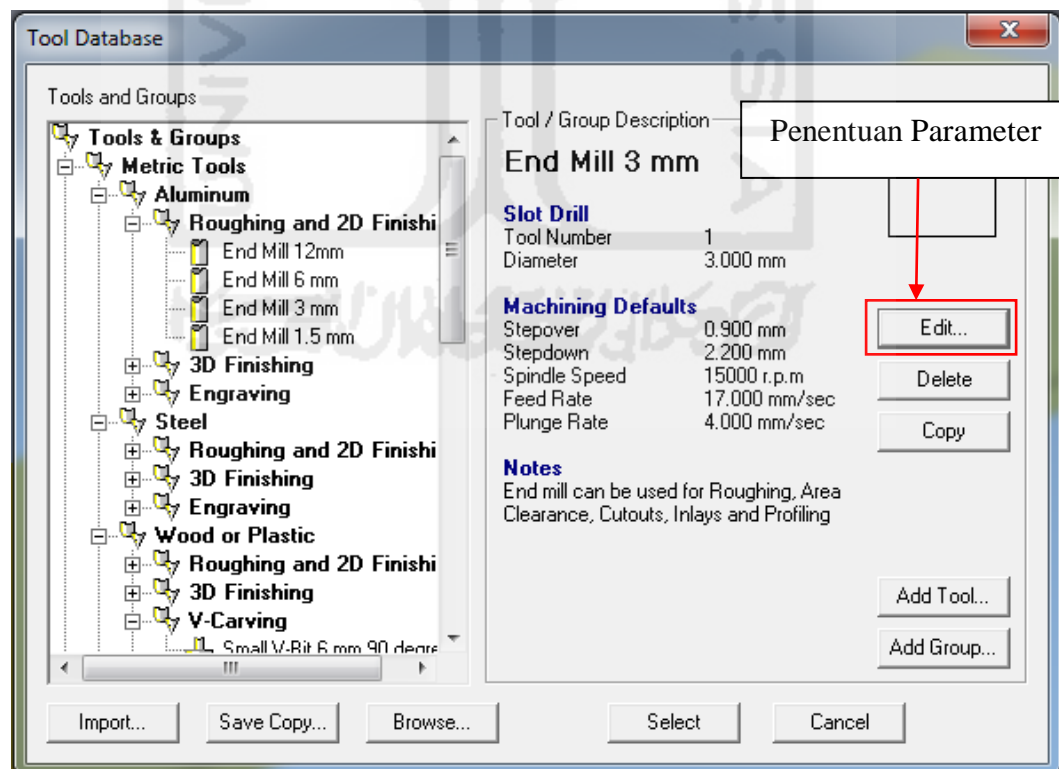 Tool Database
Tools and Groups
Tools & Groups
Metric Tools
Aluminum
Roughing and 2D Finishi
End Mill 12mm
End Mill 6 mm
End Mill 3 mm
End Mill 1.5 mm
3D Finishing
Engraving
Steel
Roughing and 2D Finishi
3D Finishing
Engraving
Wood or Plastic
Roughing and 2D Finishi
3D Finishing
V-Carving
Small V-Bit 6 mm 90 degre
Tool / Group Description
Penentuan Parameter
End Mill 3 mm
Slot Drill
Tool Number 1
Diameter 3.000 mm
Machining Defaults
Stepover 0.900 mm
Stepdown 2.200 mm
Spindle Speed 15000 r.p.m
Feed Rate 17.000 mm/sec
Plunge Rate 4.000 mm/sec
Notes
End mill can be used for Roughing, Area
Clearance, Cutouts, Inlays and Profiling
Edit...
Delete
Copy
Add Tool...
Add Group...
Import... Save Copy... Browse... Select Cancel